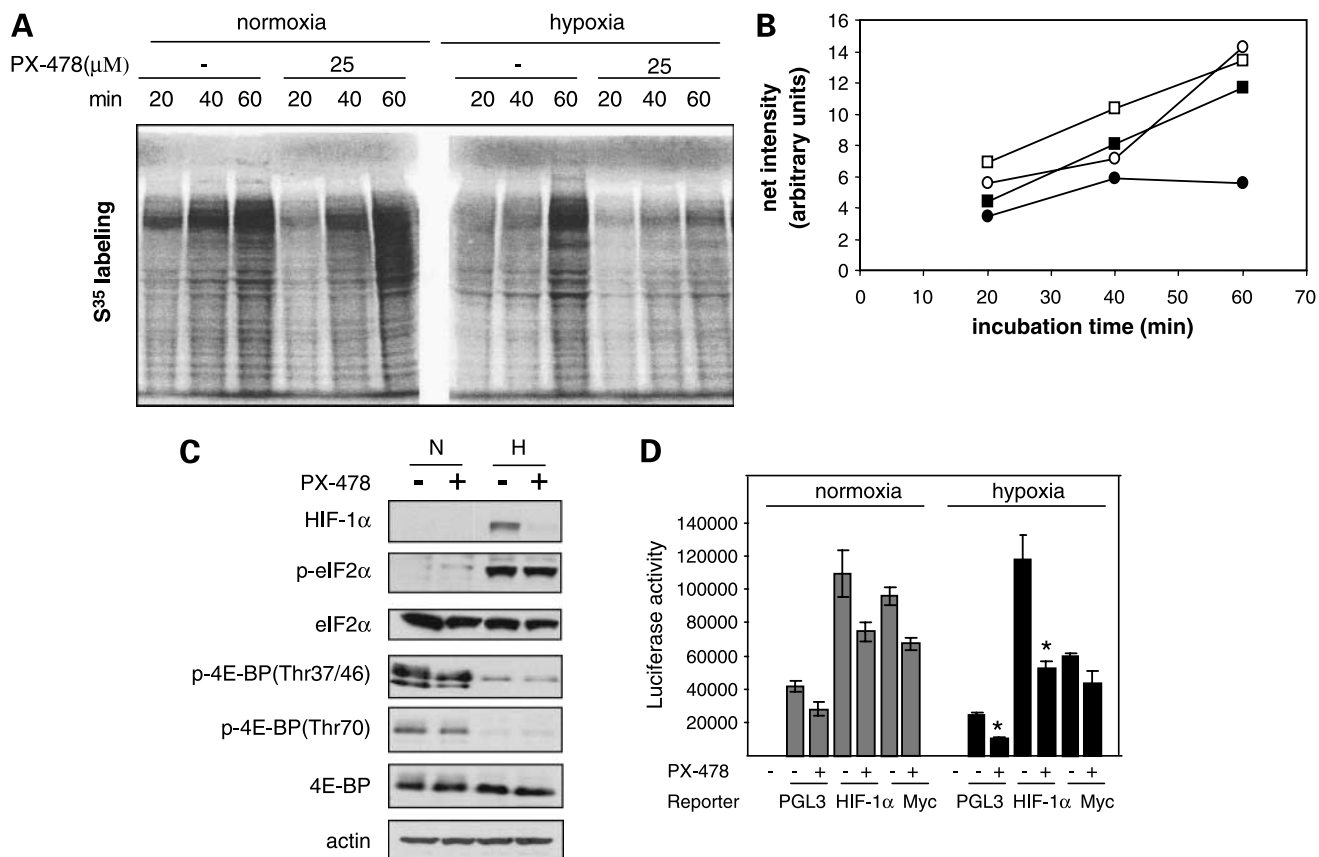 A
normoxia hypoxia
PX-478(μM) - 25 - 25
min 20 40 60 20 40 60 20 40 60 20 40 60
S³⁵ labeling
B
net intensity
(arbitrary units)
16
14
12
10
8
6
4
2
0
0 10 20 30 40 50 60 70
incubation time (min)
C
N H
PX-478 - + - +
HIF-1α
p-eIF2α
eIF2α
p-4E-BP(Thr37/46)
p-4E-BP(Thr70)
4E-BP
actin
D
normoxia hypoxia
Luciferase activity
140000
120000
100000
80000
60000
40000
20000
* *
PX-478 - - + - + - + - - + - + - +
Reporter PGL3 HIF-1α Myc PGL3 HIF-1α Myc